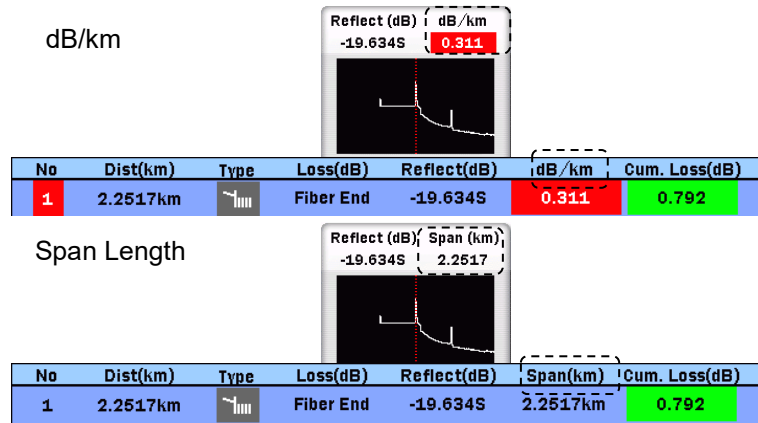 dB/km
Reflect (dB) dB/km
-19.634S 0.311
No Dist(km) Type Loss(dB) Reflect(dB) dB/km Cum. Loss(dB)
1 2.2517km Fiber End -19.634S 0.311 0.792
Span Length
Reflect (dB) Span (km)
-19.634S 2.2517
No Dist(km) Type Loss(dB) Reflect(dB) Span(km) Cum. Loss(dB)
1 2.2517km Fiber End -19.634S 2.2517km 0.792